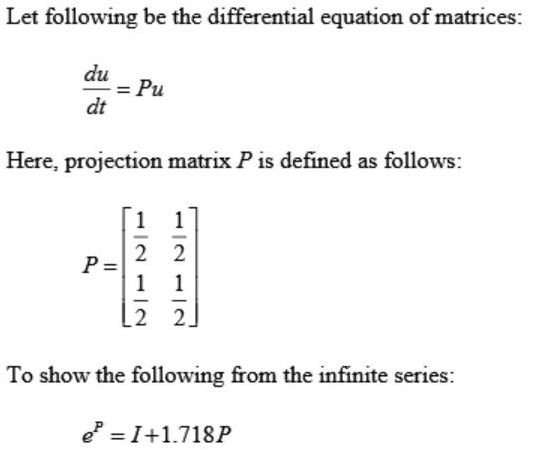 Let following be the differential equation of matrices:
du/dt = Pu
Here, projection matrix P is defined as follows:
P = [1/2 1/2
1/2 1/2]
To show the following from the infinite series:
e^P = I+1.718P